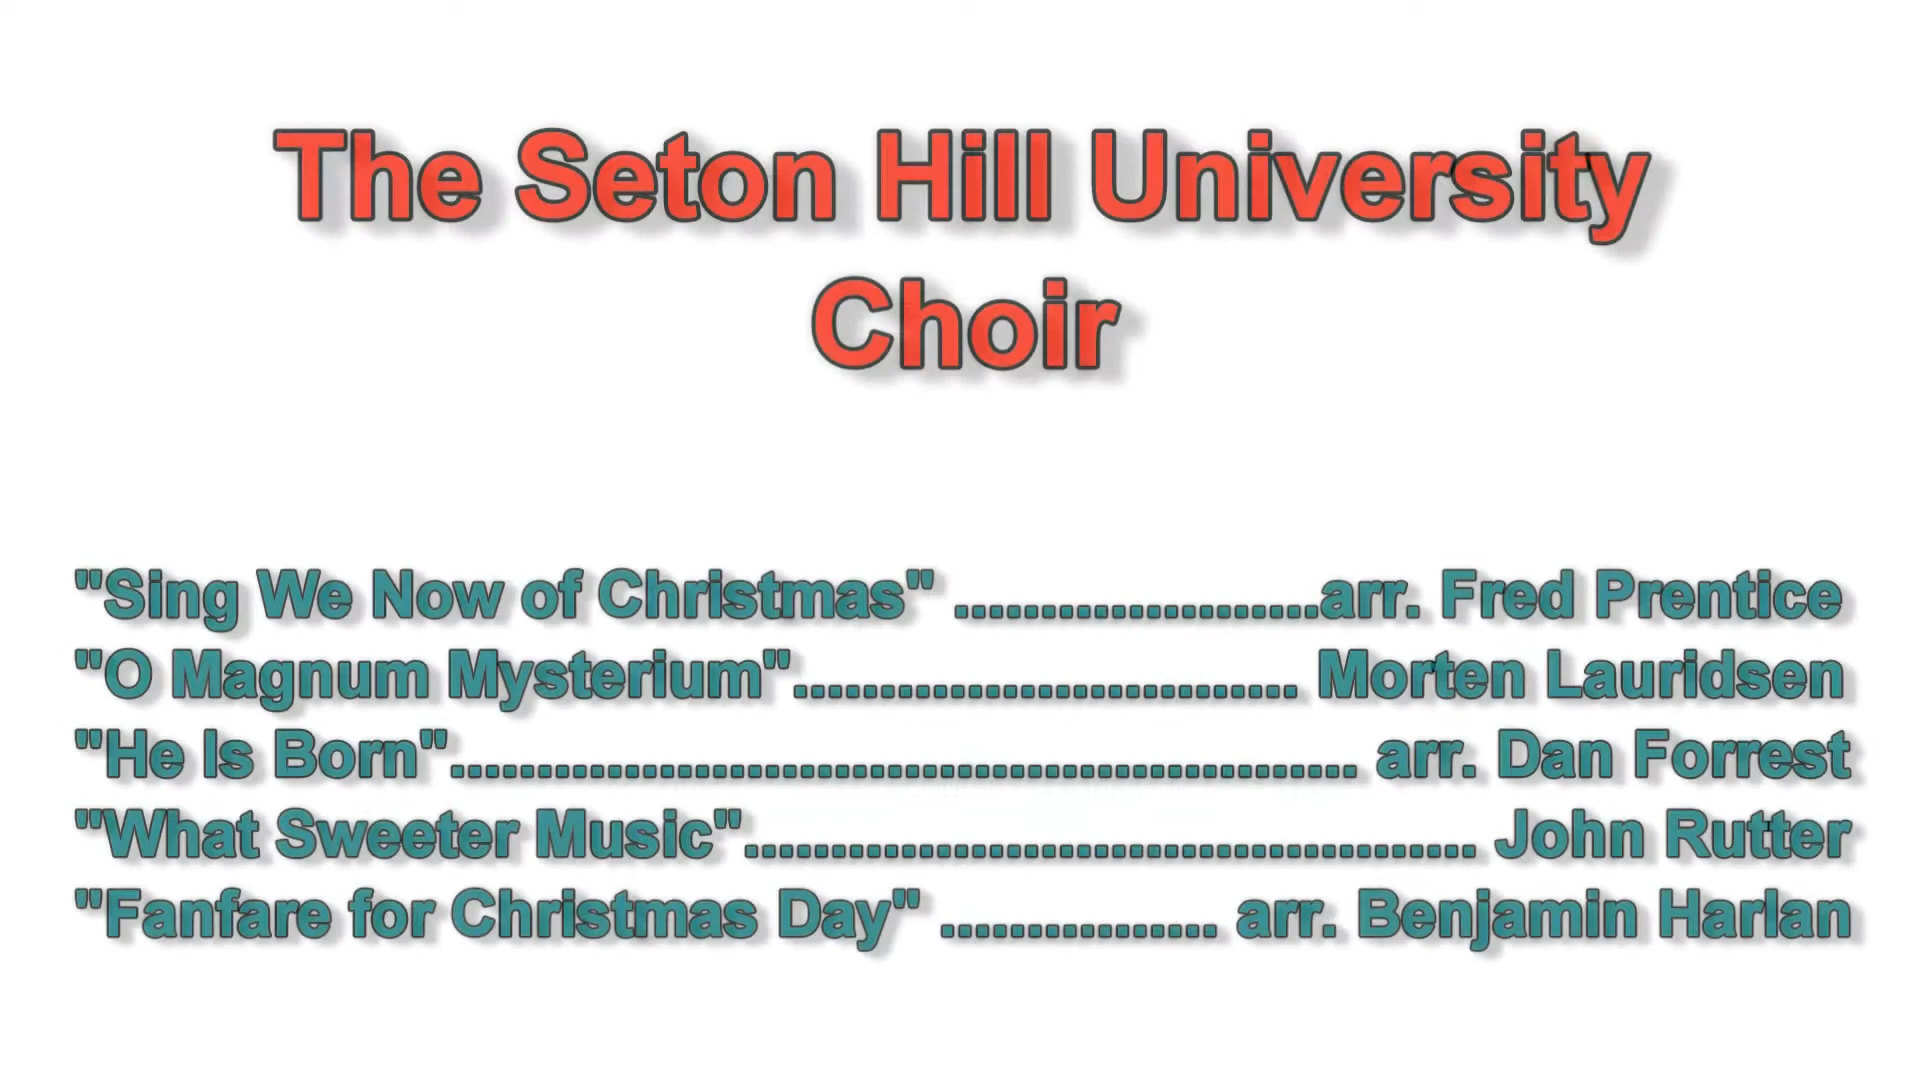 The Seton Hill University
Choir
"Sing We Now of Christmas" .....................arr. Fred Prentice
"O Magnum Mysterium"............................. Morten Lauridsen
"He Is Born".................................................... arr. Dan Forrest
"What Sweeter Music".......................................... John Rutter
"Fanfare for Christmas Day" ................ arr. Benjamin Harlan